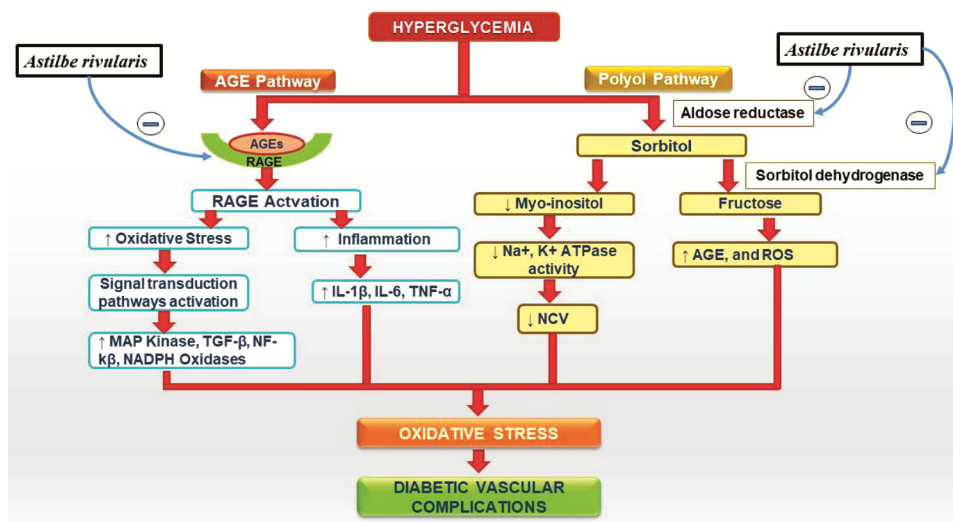 HYPERGLYCEMIA
Astilbe rivularis
Astilbe rivularis
AGE Pathway
Polyol Pathway
Aldose reductase
AGEs
RAGE
Sorbitol
Sorbitol dehydrogenase
RAGE Actvation
↓ Myo-inositol
Fructose
↑ Oxidative Stress
↑ Inflammation
↓ Na+, K+ ATPase
activity
↑ AGE, and ROS
Signal transduction
pathways activation
↑ IL-1β, IL-6, TNF-α
↓ NCV
↑ MAP Kinase, TGF-β, NF-
kβ, NADPH Oxidases
OXIDATIVE STRESS
DIABETIC VASCULAR
COMPLICATIONS